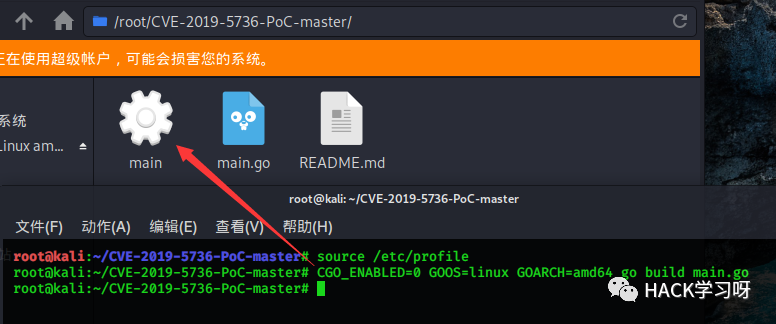 /root/CVE-2019-5736-PoC-master/
正在使用超级帐户，可能会损害您的系统。
系统
Linux am...
main
main.go
README.md
root@kali: ~/CVE-2019-5736-PoC-master
文件(F) 动作(A) 编辑(E) 查看(V) 帮助(H)
root@kali:~/CVE-2019-5736-PoC-master# source /etc/profile
root@kali:~/CVE-2019-5736-PoC-master# CGO_ENABLED=0 GOOS=linux GOARCH=amd64 go build main.go
root@kali:~/CVE-2019-5736-PoC-master#
HACK学习呀